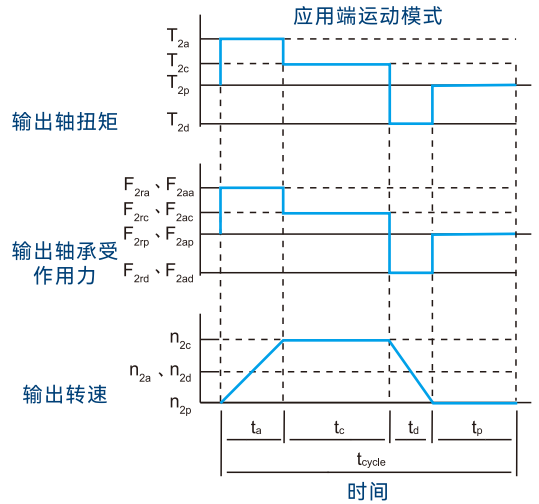 应用端运动模式
T2a
T2c
T2p
输出轴扭矩
T2d
F2ra、F2aa
F2rc、F2ac
F2rp、F2ap
输出轴承受
作用力
F2rd、F2ad
n2c
n2a、n2d
输出转速
n2p
ta tc td tp
tcycle
时间